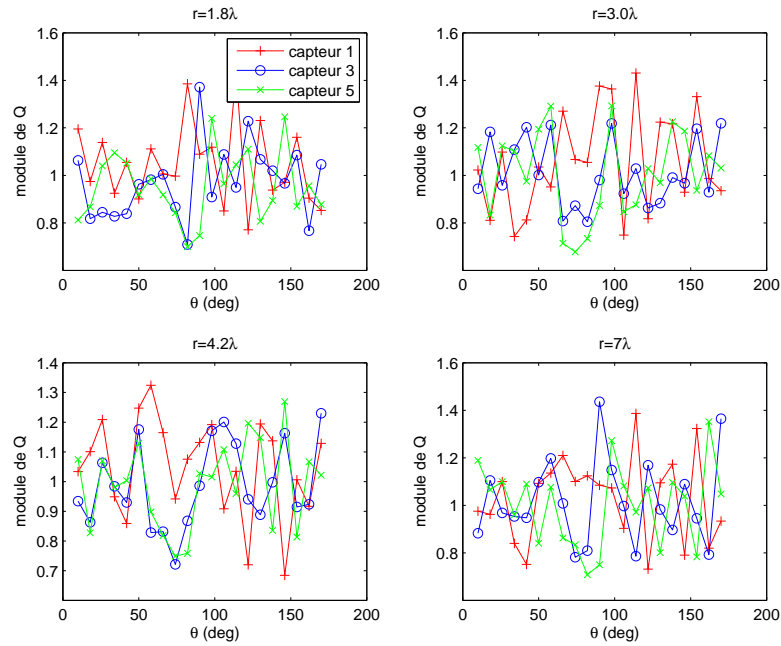 r=1.8λ
1.6
1.4
1.2
1
0.8
module de Q
0
50
100
150
200
θ (deg)
capteur 1
capteur 3
capteur 5
r=3.0λ
1.6
1.4
1.2
1
0.8
module de Q
0
50
100
150
200
θ (deg)
r=4.2λ
1.4
1.3
1.2
1.1
1
0.9
0.8
0.7
module de Q
0
50
100
150
200
θ (deg)
r=7λ
1.6
1.4
1.2
1
0.8
module de Q
0
50
100
150
200
θ (deg)